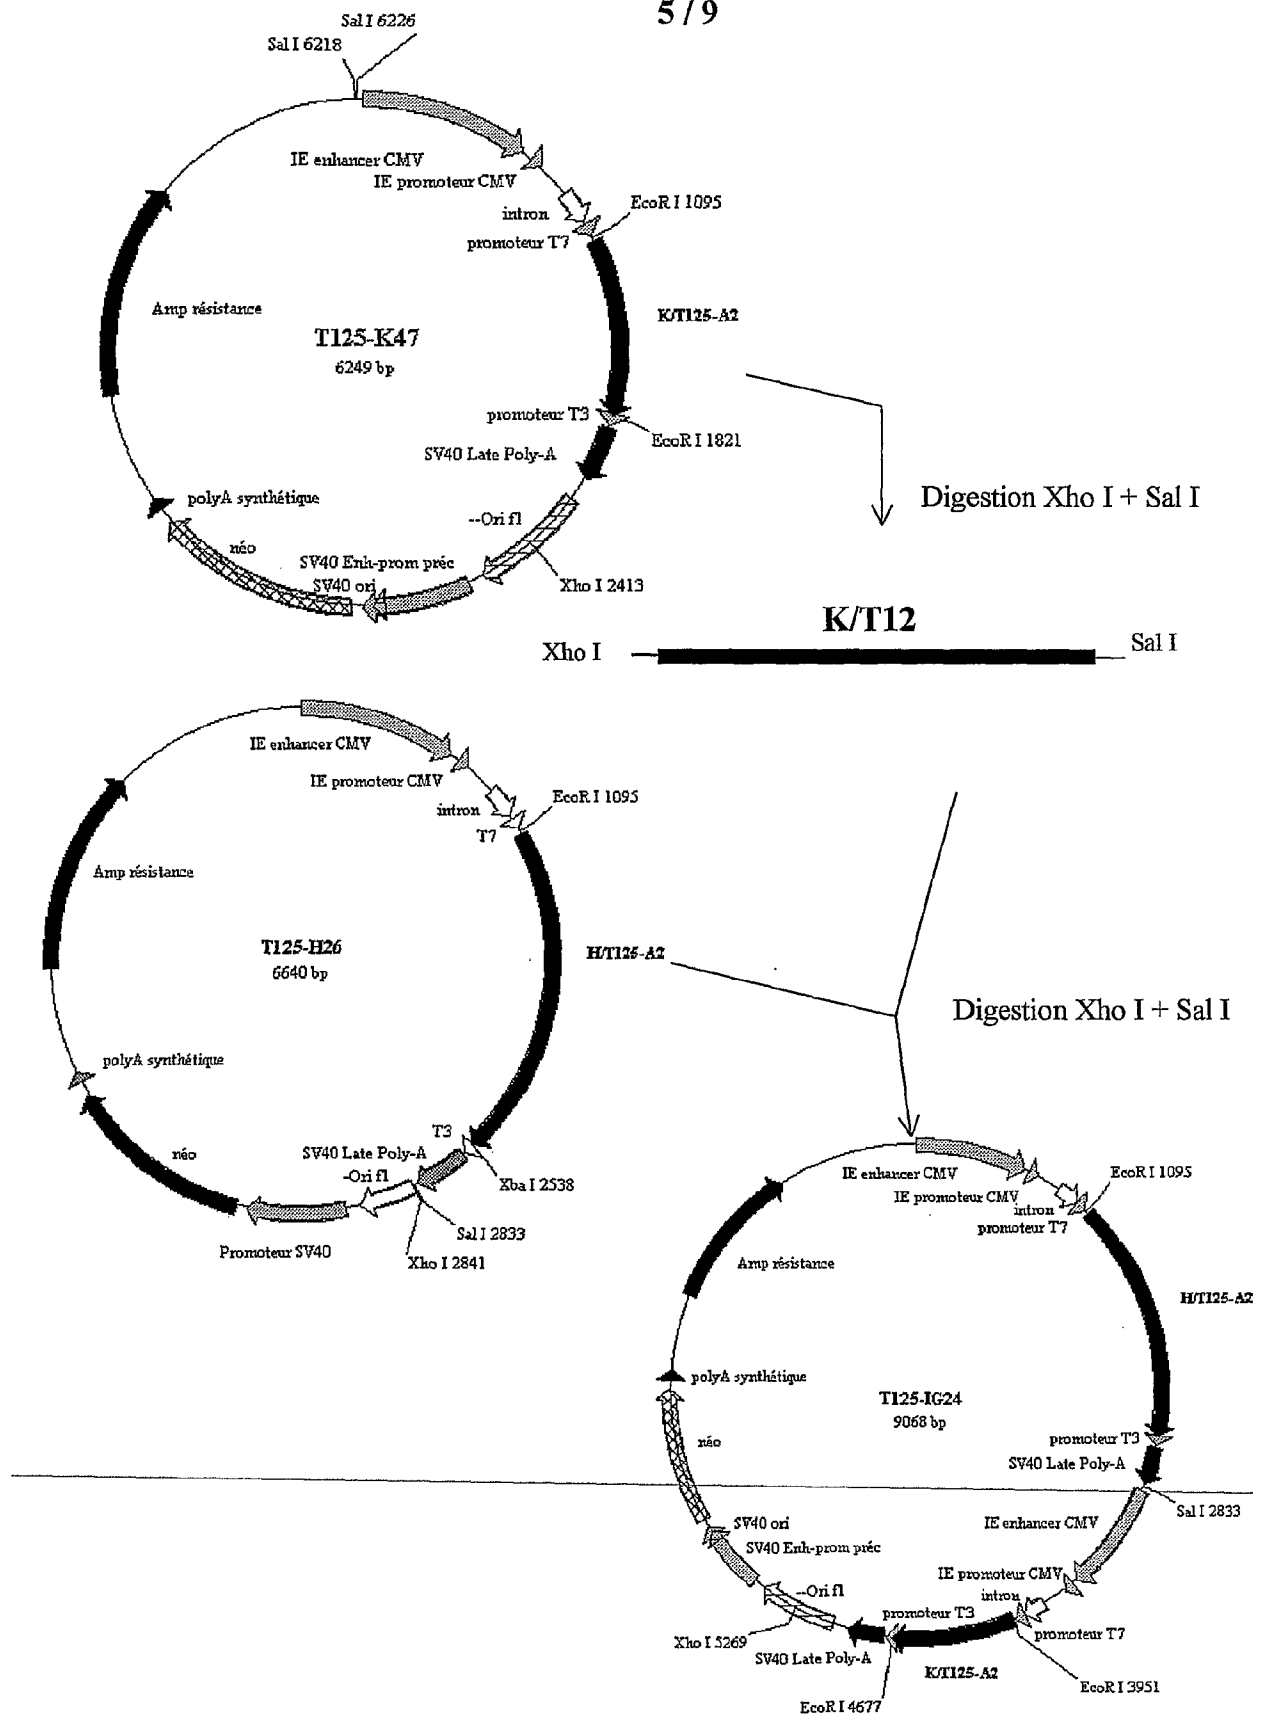 5 / 9
Sal I 6226
Sal I 6218
IE enhancer CMV
IE promoteur CMV
intron
EcoR I 1095
promoteur T7
Amp résistance
K/T125-A2
T125-K47
6249 bp
promoteur T3
EcoR I 1821
SV40 Late Poly-A
polyA synthétique
--Ori f1
néo
SV40 Enh-prom préc
SV40 ori
Xho I 2413
Digestion Xho I + Sal I
K/T12
Xho I
Sal I
IE enhancer CMV
IE promoteur CMV
intron
EcoR I 1095
T7
Amp résistance
T125-H26
6640 bp
H/T125-A2
Digestion Xho I + Sal I
polyA synthétique
T3
SV40 Late Poly-A
néo
-Ori f1
Xba I 2538
Sal I 2833
Promoteur SV40
Xho I 2841
IE enhancer CMV
IE promoteur CMV
intron
EcoR I 1095
promoteur T7
Amp résistance
H/T125-A2
polyA synthétique
T125-IG24
9068 bp
néo
promoteur T3
SV40 Late Poly-A
Sal I 2833
SV40 ori
IE enhancer CMV
SV40 Enh-prom préc
IE promoteur CMV
--Ori f1
intron
promoteur T3
promoteur T7
Xho I 5269
SV40 Late Poly-A
K/T125-A2
EcoR I 3951
EcoR I 4677